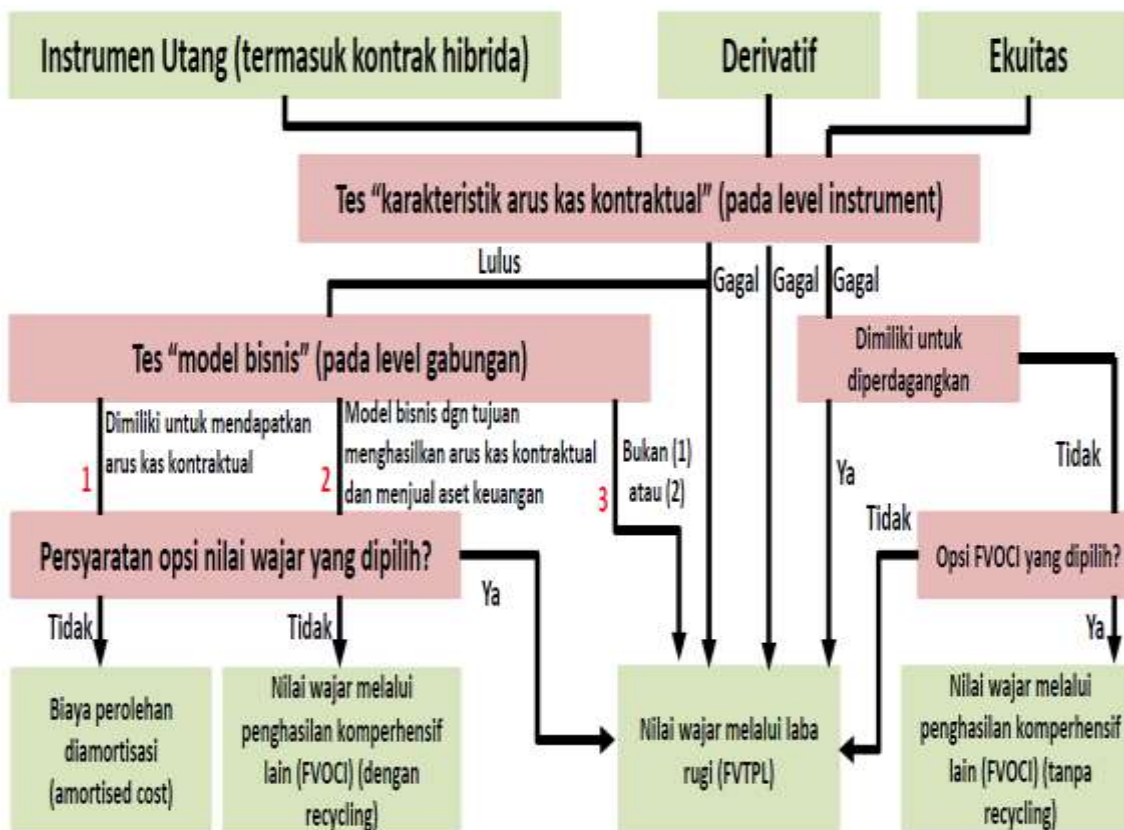 Instrumen Utang (termasuk kontrak hibrida)
Derivatif
Ekuitas
Tes “karakteristik arus kas kontraktual” (pada level instrument)
Lulus
Gagal
Gagal
Gagal
Tes “model bisnis” (pada level gabungan)
Dimiliki untuk
diperdagangkan
1
Dimiliki untuk mendapatkan
arus kas kontraktual
2
Model bisnis dgn tujuan
menghasilkan arus kas kontraktual
dan menjual aset keuangan
3
Bukan (1)
atau (2)
Ya
Tidak
Tidak
Persyaratan opsi nilai wajar yang dipilih?
Ya
Opsi FVOCI yang dipilih?
Tidak
Tidak
Ya
Biaya perolehan
diamortisasi
(amortised cost)
Nilai wajar melalui
penghasilan komperhensif
lain (FVOCI) (dengan
recycling)
Nilai wajar melalui laba
rugi (FVTPL)
Nilai wajar melalui
penghasilan komperhensif
lain (FVOCI) (tanpa
recycling)